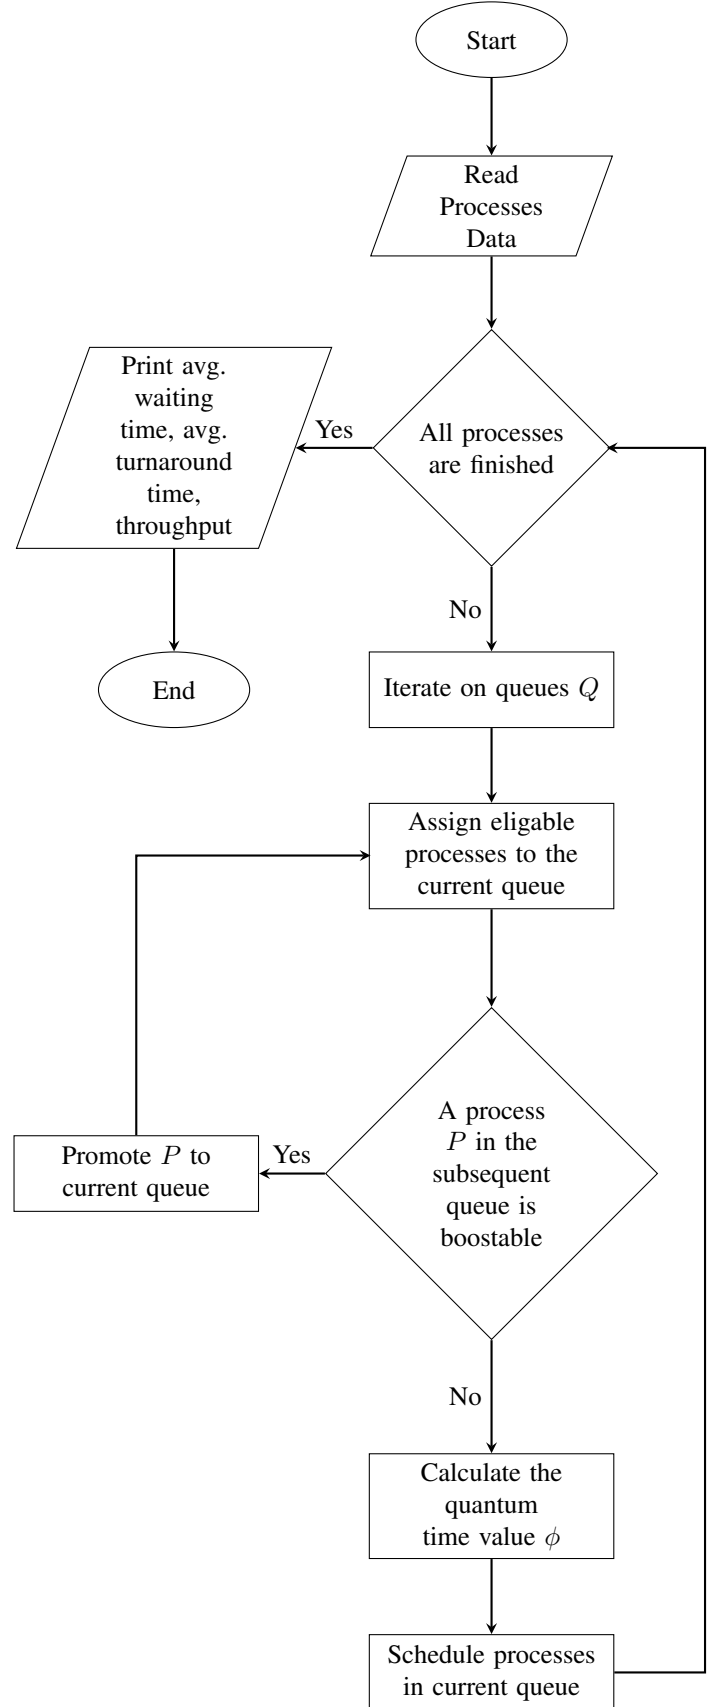 Start
Read
Processes
Data
Print avg.
waiting
time, avg.
turnaround
time,
throughput
Yes
All processes
are finished
No
End
Iterate on queues Q
Assign eligable
processes to the
current queue
A process
P in the
subsequent
queue is
boostable
Yes
Promote P to
current queue
No
Calculate the
quantum
time value ϕ
Schedule processes
in current queue